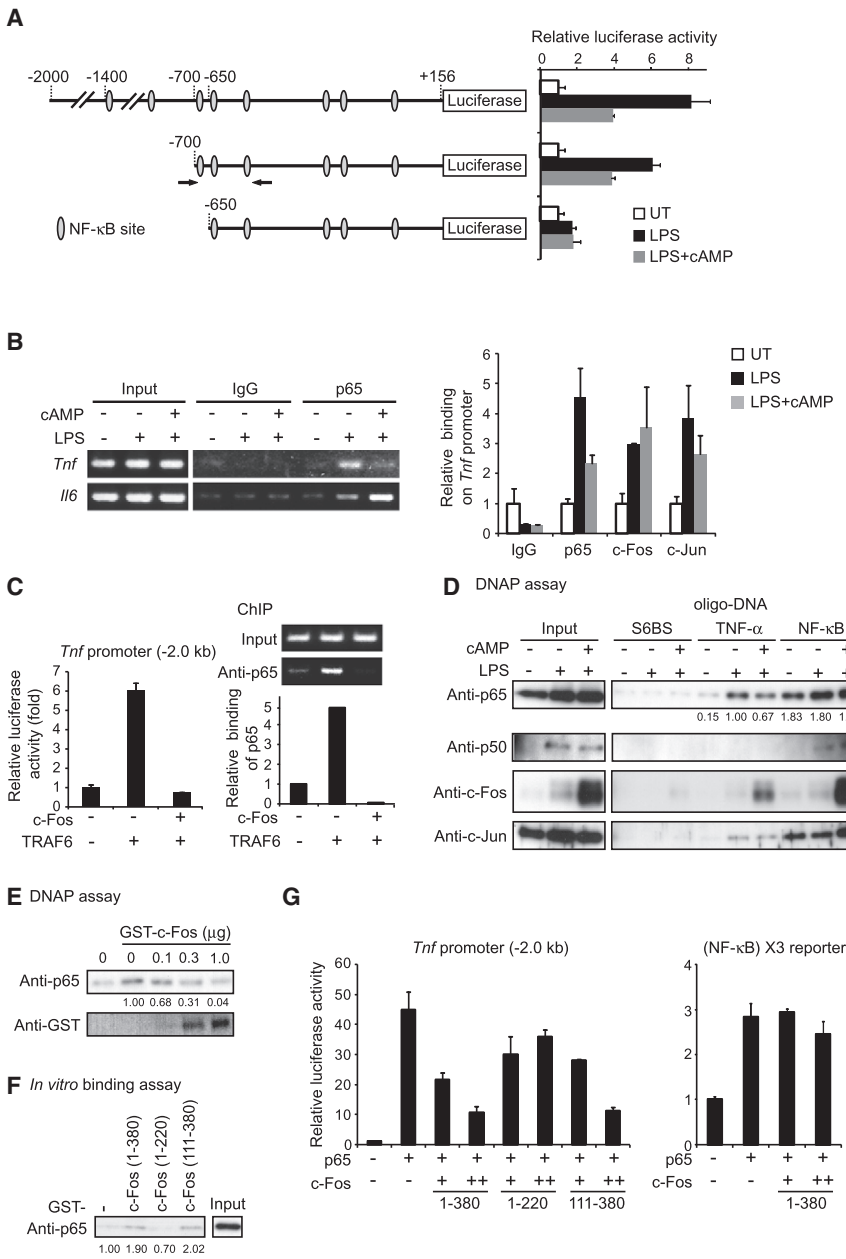 A
Relative luciferase activity
0 2 4 6 8
-2000 -1400 -700 -650 +156
Luciferase
-700
Luciferase
-650
Luciferase
NF-κB site
UT
LPS
LPS+cAMP
B
Input IgG p65
cAMP - - + - - + - - +
LPS - + + - + + - + +
Tnf
Il6
Relative binding
on Tnf promoter
6
5
4
3
2
1
0
IgG p65 c-Fos c-Jun
UT
LPS
LPS+cAMP
C
Tnf promoter (-2.0 kb)
Relative luciferase
activity (fold)
7
6
5
4
3
2
1
0
c-Fos - - +
TRAF6 - + +
ChIP
Input
Anti-p65
Relative binding
of p65
5
4
3
2
1
0
c-Fos - - +
TRAF6 - + +
D DNAP assay
oligo-DNA
Input S6BS TNF-α NF-κB
cAMP - - + - - + - - + - - +
LPS - + + - + + - + + - + +
Anti-p65
0.15 1.00 0.67 1.83 1.80 1
Anti-p50
Anti-c-Fos
Anti-c-Jun
E DNAP assay
GST-c-Fos (μg)
0 0 0.1 0.3 1.0
Anti-p65
1.00 0.68 0.31 0.04
Anti-GST
F In vitro binding assay
GST- - c-Fos (1-380) c-Fos (1-220) c-Fos (111-380) Input
Anti-p65
1.00 1.90 0.70 2.02
G
Tnf promoter (-2.0 kb)
Relative luciferase activity
60
50
40
30
20
10
0
p65 - + + + + + + +
c-Fos - - + ++ + ++ + ++
1-380 1-220 111-380
(NF-κB) X3 reporter
4
3
2
1
0
p65 - + + +
c-Fos - - + ++
1-380